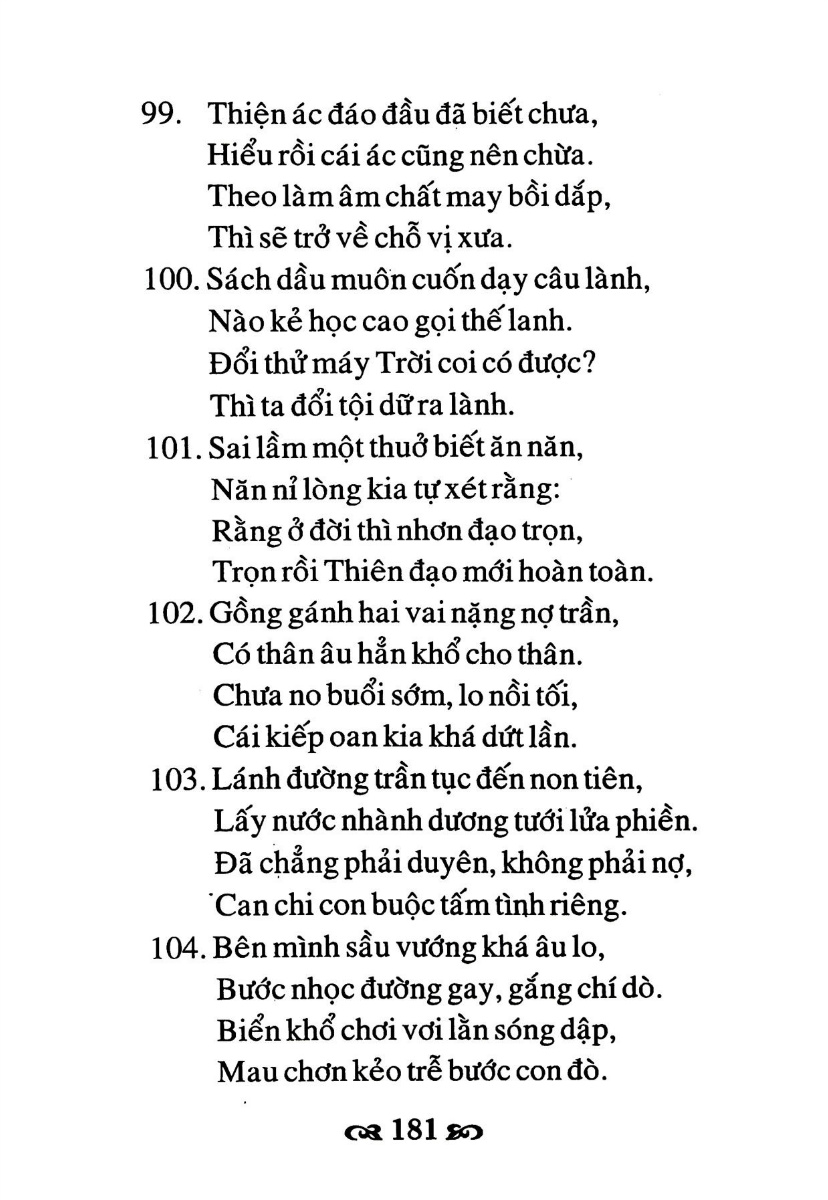 99. Thiện ác đáo đầu đã biết chưa,
Hiểu rồi cái ác cũng nên chừa.
Theo làm âm chất may bồi dắp,
Thì sẽ trở về chỗ vị xưa.
100. Sách dầu muôn cuốn dạy câu lành,
Nào kẻ học cao gọi thế lanh.
Đổi thử máy Trời coi có được?
Thì ta đổi tội dữ ra lành.
101. Sai lầm một thuở biết ăn năn,
Năn nỉ lòng kia tự xét rằng:
Rằng ở đời thì nhơn đạo trọn,
Trọn rồi Thiên đạo mới hoàn toàn.
102. Gồng gánh hai vai nặng nợ trần,
Có thân âu hẳn khổ cho thân.
Chưa no buổi sớm, lo nồi tối,
Cái kiếp oan kia khá dứt lần.
103. Lánh đường trần tục đến non tiên,
Lấy nước nhành dương tưới lửa phiền.
Đã chẳng phải duyên, không phải nợ,
Can chi con buộc tấm tình riêng.
104. Bên mình sầu vướng khá âu lo,
Bước nhọc đường gay, gắng chí dò.
Biển khổ chơi vơi lằn sóng dập,
Mau chơn kẻo trễ bước con đò.
181